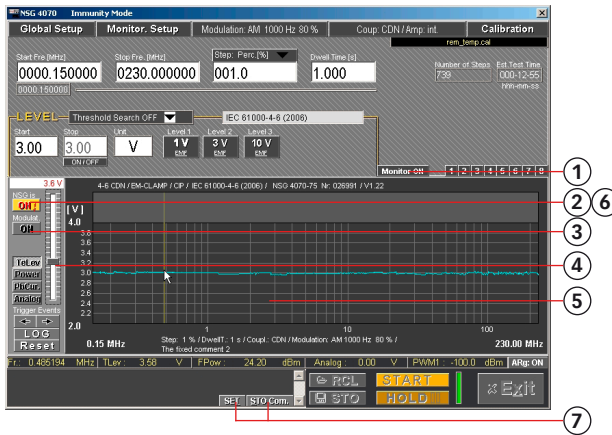 NSG 4070 Immunity Mode
Global Setup Monitor. Setup Modulation: AM 1000 Hz 80 % Coup: CDN / Amp: int. Calibration
rem_temp.cal
Start Fre [MHz] Stop Fre. [MHz] Step: Perc.[%] Dwell Time [s] Number of Steps Est Test Time
0000.150000 0230.000000 001.0 1.000 739 000-12-55
0000.150000 hhh-mm-ss
LEVEL Threshold Search OFF IEC 61000-4-6 (2006)
Start Stop Unit Level 1 Level 2 Level 3
3.00 3.00 V 1 V EMF 3 V EMF 10 V EMF
ON / OFF
Monitor ON 1 2 3 4 5 6 7 8
1
3.6 V 4-6 CDN / EM-CLAMP / CIP / IEC 61000-4-6 (2006) / NSG 4070-75 Nr: 026991 / V1.22
NSG is
ON! 2 6
Modulat.
ON 3
[V]
4.0
3.8
3.6
3.4
3.2
3.0
2.8
2.6
2.4
2.2
2.0
TeLev 4
Power
PhCur.
Analog 5
Trigger Events
LOG
Reset
1 10 100
0.15 MHz Step: 1 % / DwellT.: 1 s / Coupl.: CDN / Modulation: AM 1000 Hz 80 % / 230.00 MHz
The fixed comment 2
Fr.: 0.485194 MHz TLev.: 3.58 V FPow.: 24.20 dBm Analog: 0.00 V PWM1: -100.0 dBm ARg: ON
RCL START Exit
SET STO Com. STO HOLD
7